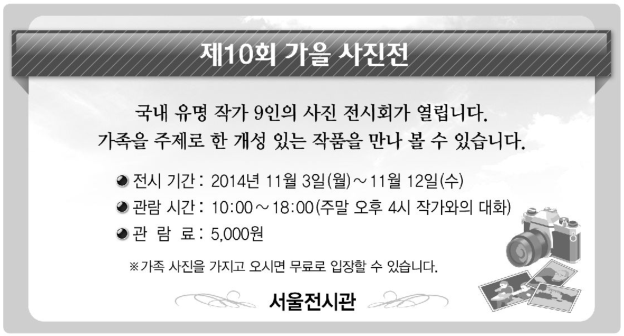 제10회 가을 사진전
국내 유명 작가 9인의 사진 전시회가 열립니다.
가족을 주제로 한 개성 있는 작품을 만나 볼 수 있습니다.
전시 기간 : 2014년 11월 3일(월)~11월 12일(수)
관람 시간 : 10:00~18:00(주말 오후 4시 작가와의 대화)
관 람 료 : 5,000원
※가족 사진을 가지고 오시면 무료로 입장할 수 있습니다.
서울전시관